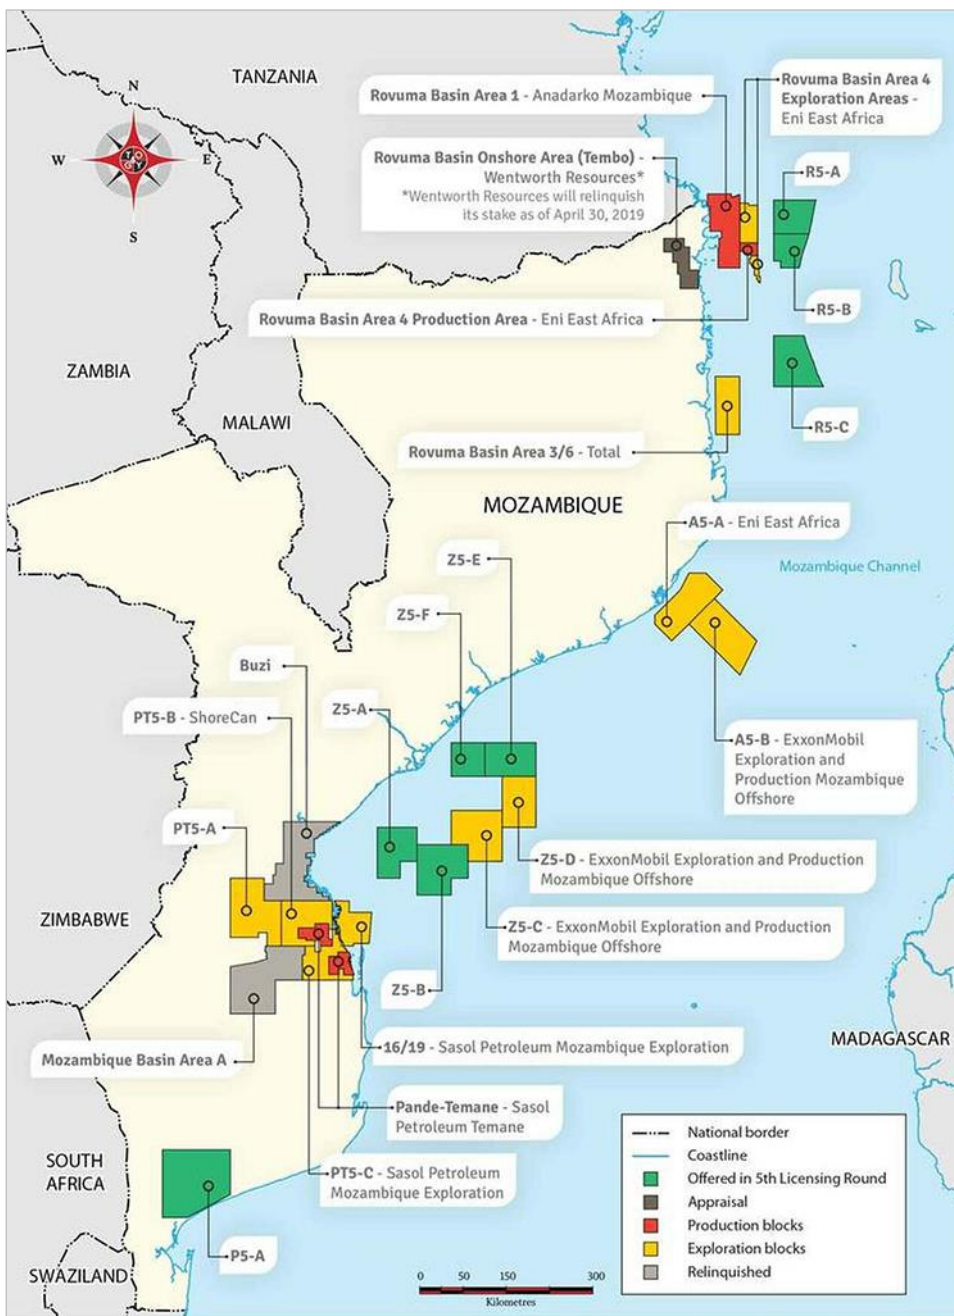 TANZANIA
Rovuma Basin Area 1 - Anadarko Mozambique
Rovuma Basin Area 4
Exploration Areas -
Eni East Africa
N
W
E
S
Rovuma Basin Onshore Area (Tembo) -
Wentworth Resources*
*Wentworth Resources will relinquish
its stake as of April 30, 2019
R5-A
R5-B
Rovuma Basin Area 4 Production Area - Eni East Africa
ZAMBIA
MALAWI
R5-C
Rovuma Basin Area 3/6 - Total
MOZAMBIQUE
A5-A - Eni East Africa
Z5-E
Mozambique Channel
Z5-F
Buzi
Z5-A
PT5-B - ShoreCan
A5-B - ExxonMobil
Exploration and
Production Mozambique
Offshore
PT5-A
Z5-D - ExxonMobil Exploration and Production
Mozambique Offshore
ZIMBABWE
Z5-C - ExxonMobil Exploration and Production
Mozambique Offshore
Z5-B
MADAGASCAR
16/19 - Sasol Petroleum Mozambique Exploration
Mozambique Basin Area A
Pande-Temane - Sasol
Petroleum Temane
SOUTH
AFRICA
PT5-C - Sasol Petroleum
Mozambique Exploration
P5-A
SWAZILAND
National border
Coastline
Offered in 5th Licensing Round
Appraisal
Production blocks
Exploration blocks
Relinquished
0 50 150 300
Kilometres